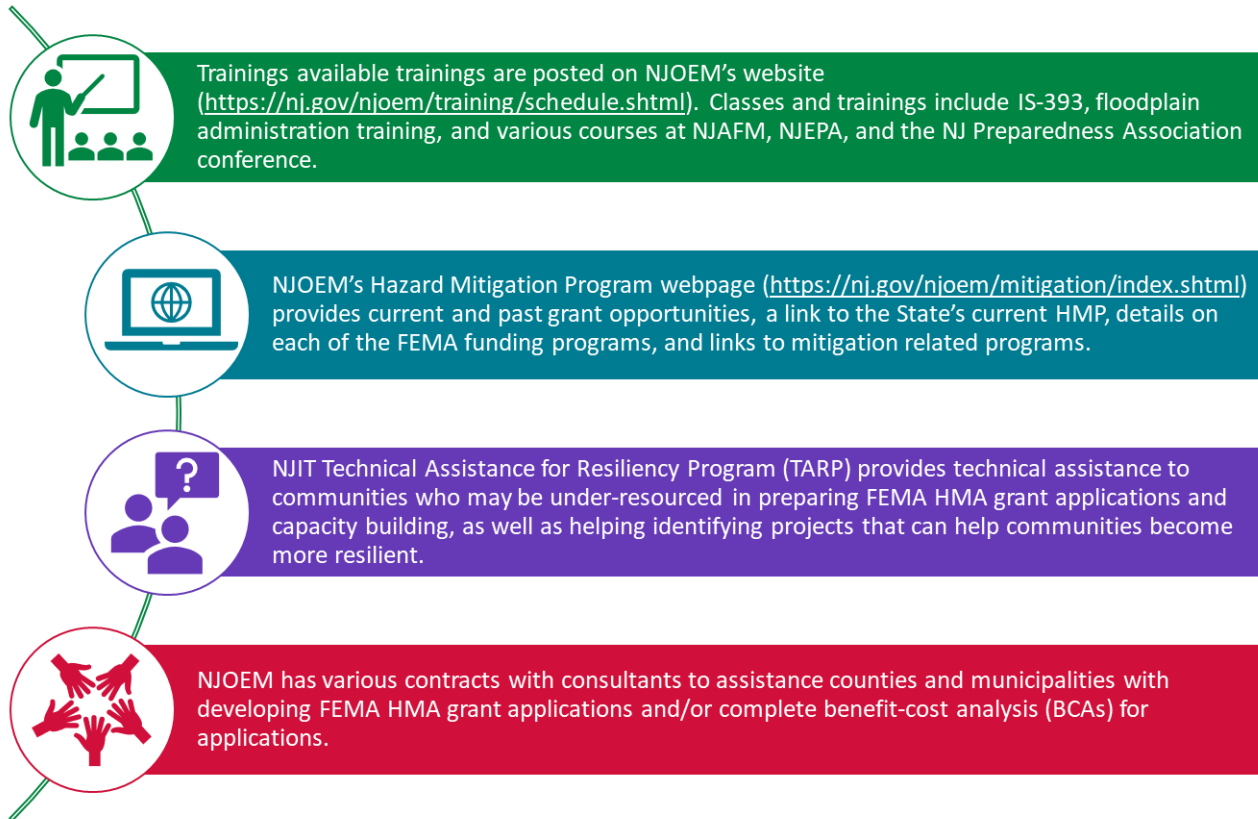 Trainings available trainings are posted on NJOEM's website
(https://nj.gov/njoem/training/schedule.shtml). Classes and trainings include IS-393, floodplain
administration training, and various courses at NJAFM, NJEPA, and the NJ Preparedness Association
conference.
NJOEM's Hazard Mitigation Program webpage (https://nj.gov/njoem/mitigation/index.shtml)
provides current and past grant opportunities, a link to the State's current HMP, details on
each of the FEMA funding programs, and links to mitigation related programs.
?
NJIT Technical Assistance for Resiliency Program (TARP) provides technical assistance to
communities who may be under-resourced in preparing FEMA HMA grant applications and
capacity building, as well as helping identifying projects that can help communities become
more resilient.
NJOEM has various contracts with consultants to assistance counties and municipalities with
developing FEMA HMA grant applications and/or complete benefit-cost analysis (BCAs) for
applications.